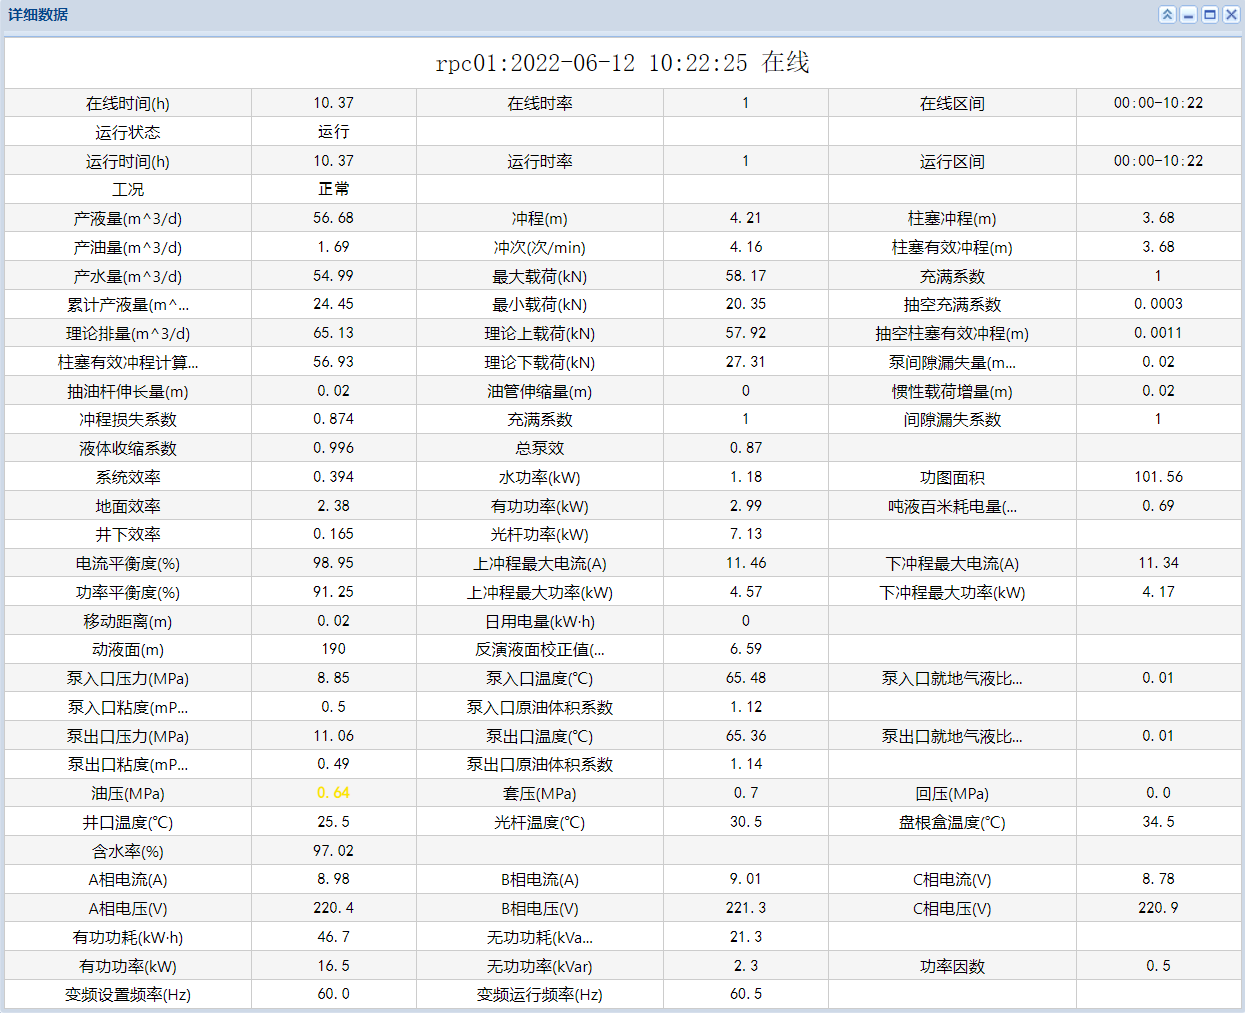 详细数据
rpc01:2022-06-12 10:22:25 在线
在线时间(h) 10.37 在线时率 1 在线区间 00:00-10:22
运行状态 运行
运行时间(h) 10.37 运行时率 1 运行区间 00:00-10:22
工况 正常
产液量(m^3/d) 56.68 冲程(m) 4.21 柱塞冲程(m) 3.68
产油量(m^3/d) 1.69 冲次(次/min) 4.16 柱塞有效冲程(m) 3.68
产水量(m^3/d) 54.99 最大载荷(kN) 58.17 充满系数 1
累计产液量(m^... 24.45 最小载荷(kN) 20.35 抽空充满系数 0.0003
理论排量(m^3/d) 65.13 理论上载荷(kN) 57.92 抽空柱塞有效冲程(m) 0.0011
柱塞有效冲程计算... 56.93 理论下载荷(kN) 27.31 泵间隙漏失量(m... 0.02
抽油杆伸长量(m) 0.02 油管伸缩量(m) 0 惯性载荷增量(m) 0.02
冲程损失系数 0.874 充满系数 1 间隙漏失系数 1
液体收缩系数 0.996 总泵效 0.87
系统效率 0.394 水功率(kW) 1.18 功图面积 101.56
地面效率 2.38 有功功率(kW) 2.99 吨液百米耗电量(... 0.69
井下效率 0.165 光杆功率(kW) 7.13
电流平衡度(%) 98.95 上冲程最大电流(A) 11.46 下冲程最大电流(A) 11.34
功率平衡度(%) 91.25 上冲程最大功率(kW) 4.57 下冲程最大功率(kW) 4.17
移动距离(m) 0.02 日用电量(kW·h) 0
动液面(m) 190 反演液面校正值(... 6.59
泵入口压力(MPa) 8.85 泵入口温度(℃) 65.48 泵入口就地气液比... 0.01
泵入口粘度(mP... 0.5 泵入口原油体积系数 1.12
泵出口压力(MPa) 11.06 泵出口温度(℃) 65.36 泵出口就地气液比... 0.01
泵出口粘度(mP... 0.49 泵出口原油体积系数 1.14
油压(MPa) 0.64 套压(MPa) 0.7 回压(MPa) 0.0
井口温度(℃) 25.5 光杆温度(℃) 30.5 盘根盒温度(℃) 34.5
含水率(%) 97.02
A相电流(A) 8.98 B相电流(A) 9.01 C相电流(V) 8.78
A相电压(V) 220.4 B相电压(V) 221.3 C相电压(V) 220.9
有功功耗(kW·h) 46.7 无功功耗(kVa... 21.3
有功功率(kW) 16.5 无功功率(kVar) 2.3 功率因数 0.5
变频设置频率(Hz) 60.0 变频运行频率(Hz) 60.5